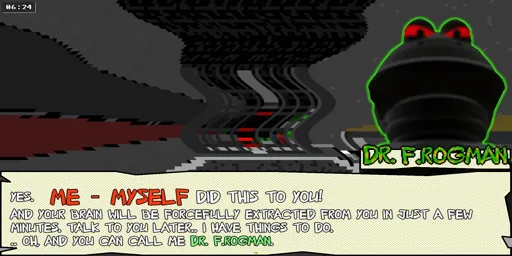 06:24
DR. F.ROGMAN
YES, ME - MYSELF DID THIS TO YOU!
AND YOUR BRAIN WILL BE FORCEFULLY EXTRACTED FROM YOU IN JUST A FEW
MINUTES. TALK TO YOU LATER.. I HAVE THINGS TO DO.
.. OH, AND YOU CAN CALL ME DR. F.ROGMAN.